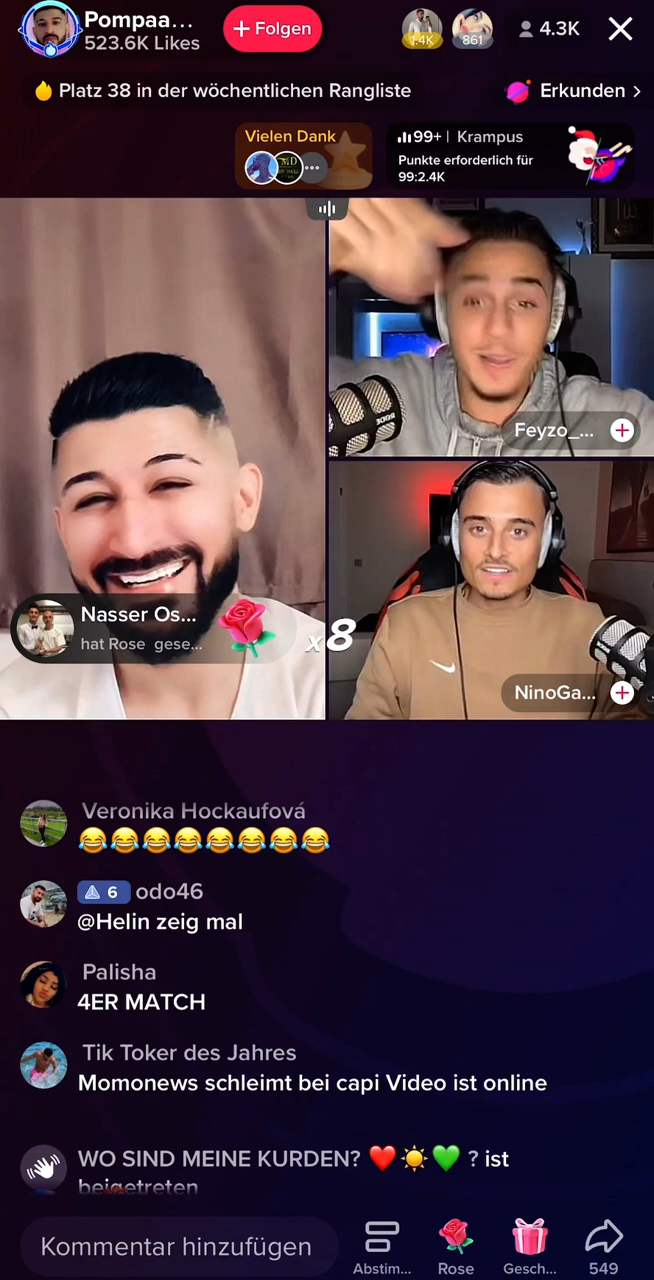 Pompaa...
523.6K Likes
+ Folgen
1.4K
861
4.3K
Platz 38 in der wöchentlichen Rangliste
Erkunden >
Vielen Dank
99+ | Krampus
Punkte erforderlich für
99:2.4K
MD
RODE
Feyzo_...
Nasser Os...
hat Rose gese...
x8
NinoGa...
Veronika Hockaufová
😂😂😂😂😂😂😂😂
6 odo46
@Helin zeig mal
Palisha
4ER MATCH
Tik Toker des Jahres
Momonews schleimt bei capi Video ist online
WO SIND MEINE KURDEN? ❤️☀️💚 ? ist
beigetreten
Kommentar hinzufügen
Abstim...
Rose
Gesch...
549